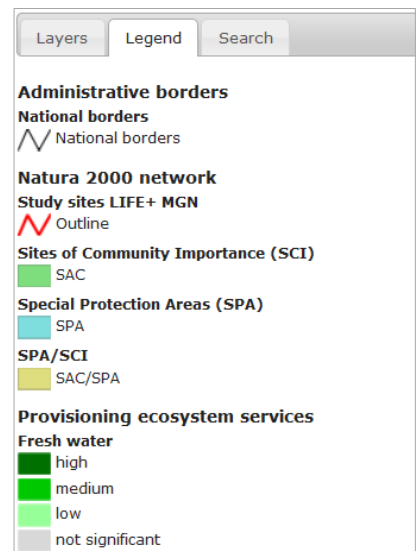 Layers Legend Search
Administrative borders
National borders
National borders
Natura 2000 network
Study sites LIFE+ MGN
Outline
Sites of Community Importance (SCI)
SAC
Special Protection Areas (SPA)
SPA
SPA/SCI
SAC/SPA
Provisioning ecosystem services
Fresh water
high
medium
low
not significant